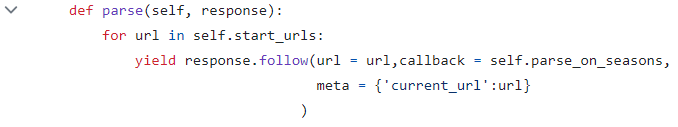 def parse(self, response):
    for url in self.start_urls:
        yield response.follow(url = url,callback = self.parse_on_seasons,
                              meta = {'current_url':url}
                            )